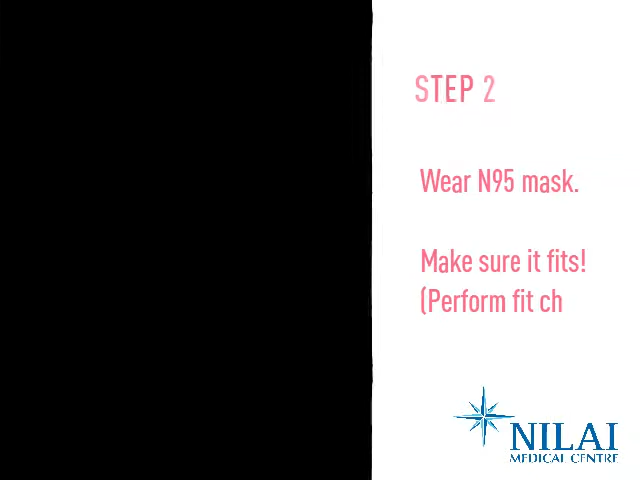 STEP 2
Wear N95 mask.
Make sure it fits!
(Perform fit ch
NILAI
MEDICAL CENTRE